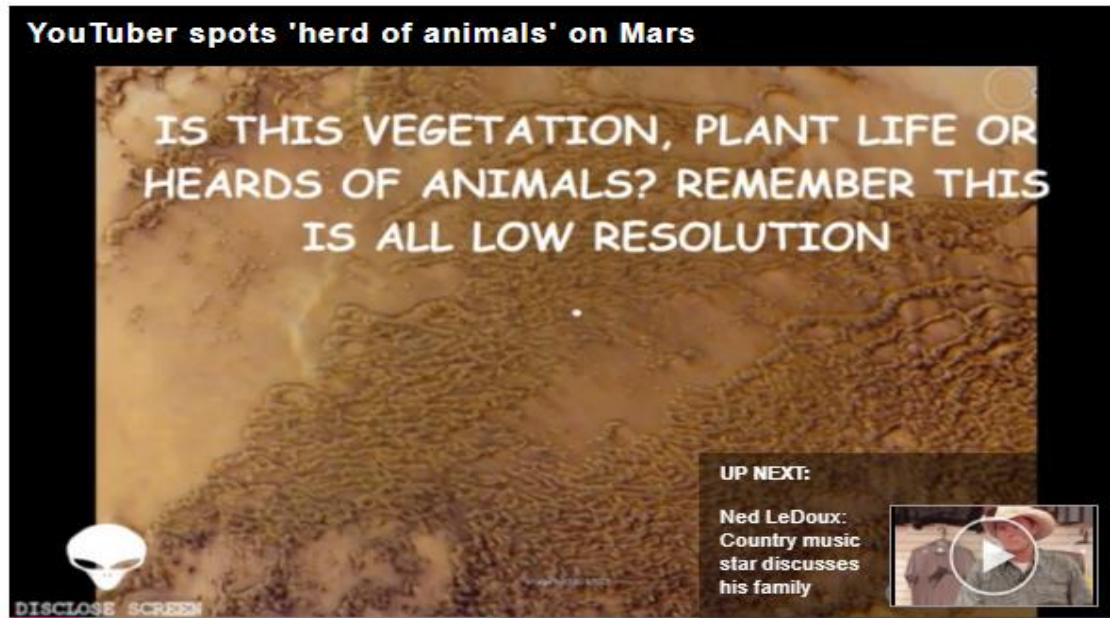 YouTuber spots 'herd of animals' on Mars
IS THIS VEGETATION, PLANT LIFE OR
HEARDS OF ANIMALS? REMEMBER THIS
IS ALL LOW RESOLUTION
UP NEXT:
Ned LeDoux:
Country music
star discusses
his family
DISCLOSE SCREEN